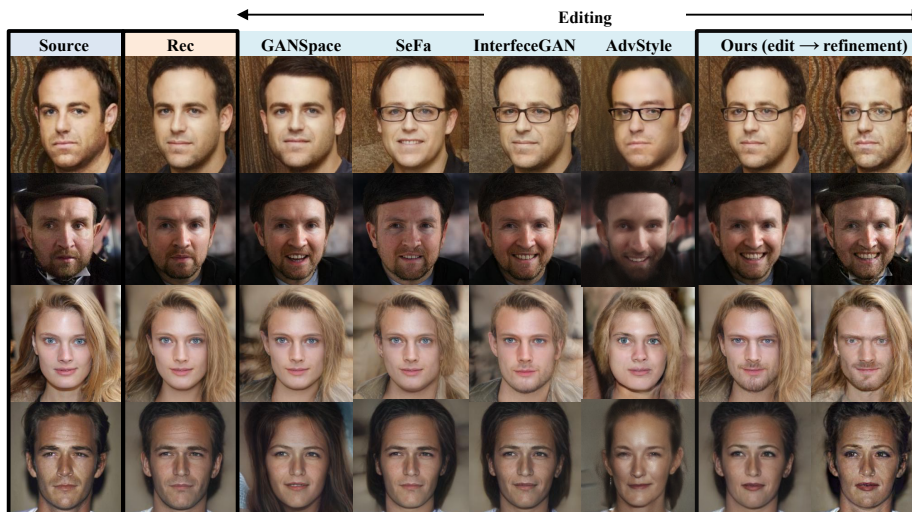 Editing
Source Rec GANSpace SeFa InterfeceGAN AdvStyle Ours (edit → refinement)